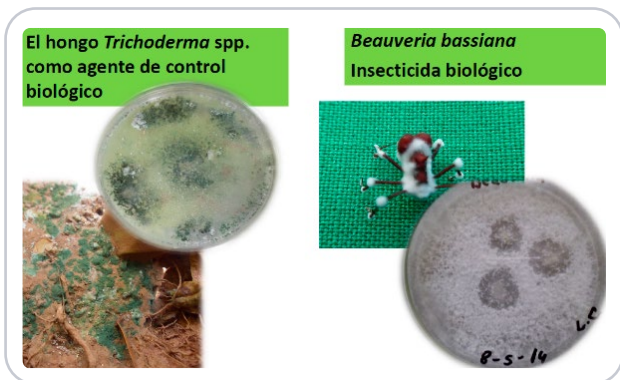 El hongo Trichoderma spp.
como agente de control
biológico
Beauveria bassiana
Insecticida biológico
8-5-14